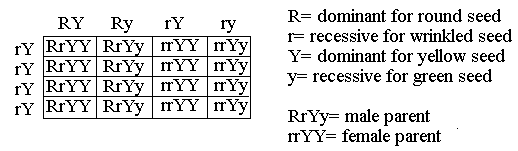 RY Ry rY ry
rY RrYY RrYy rrYY rrYy
rY RrYY RrYy rrYY rrYy
rY RrYY RrYy rrYY rrYy
rY RrYY RrYy rrYY rrYy
R= dominant for round seed
r= recessive for wrinkled seed
Y= dominant for yellow seed
y= recessive for green seed
RrYy= male parent
rrYY= female parent